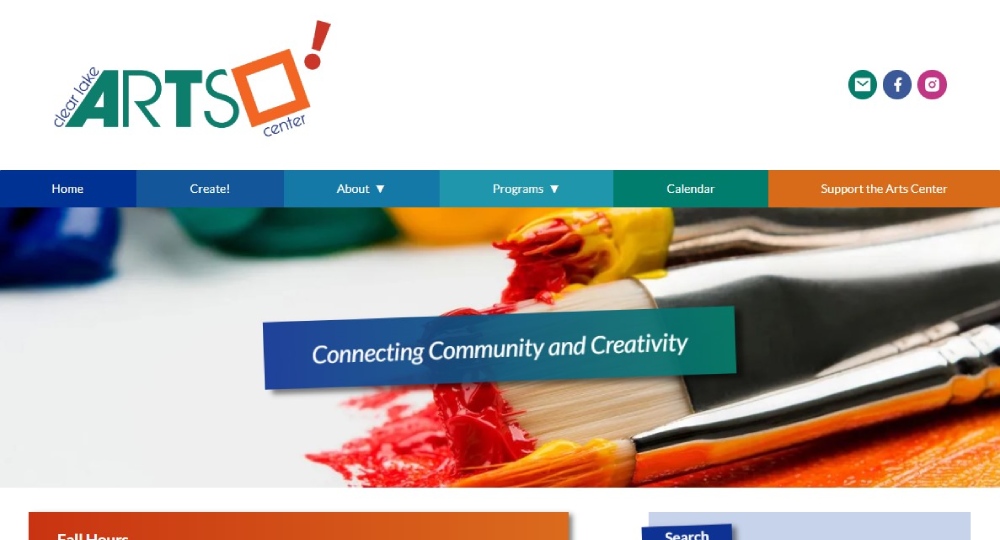 clear lake
ARTS!
center
Home
Create!
About ▼
Programs ▼
Calendar
Support the Arts Center
Connecting Community and Creativity
Fall Hours
Search